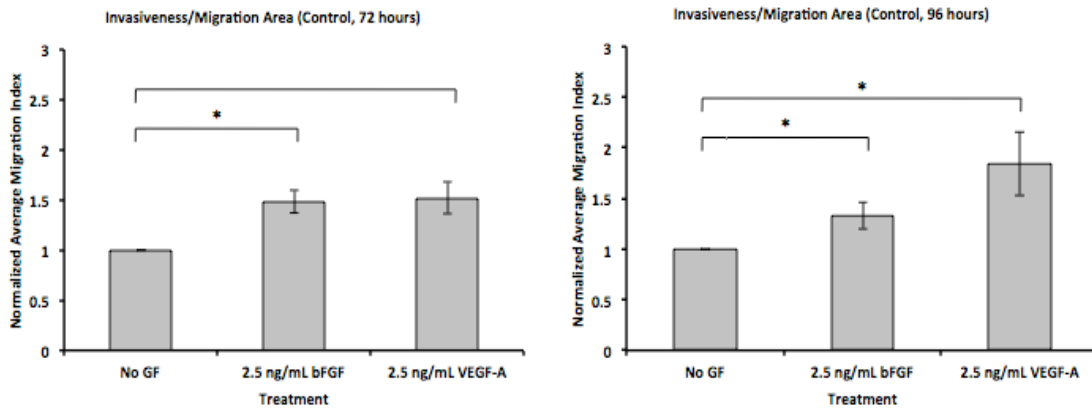 Invasiveness/Migration Area (Control, 72 hours)
Normalized Average Migration Index
3
2.5
2
1.5
1
0.5
0
*
No GF
2.5 ng/mL bFGF
2.5 ng/mL VEGF-A
Treatment
Invasiveness/Migration Area (Control, 96 hours)
Normalized Average Migration Index
3
2.5
2
1.5
1
0.5
0
*
*
No GF
2.5 ng/mL bFGF
2.5 ng/mL VEGF-A
Treatment